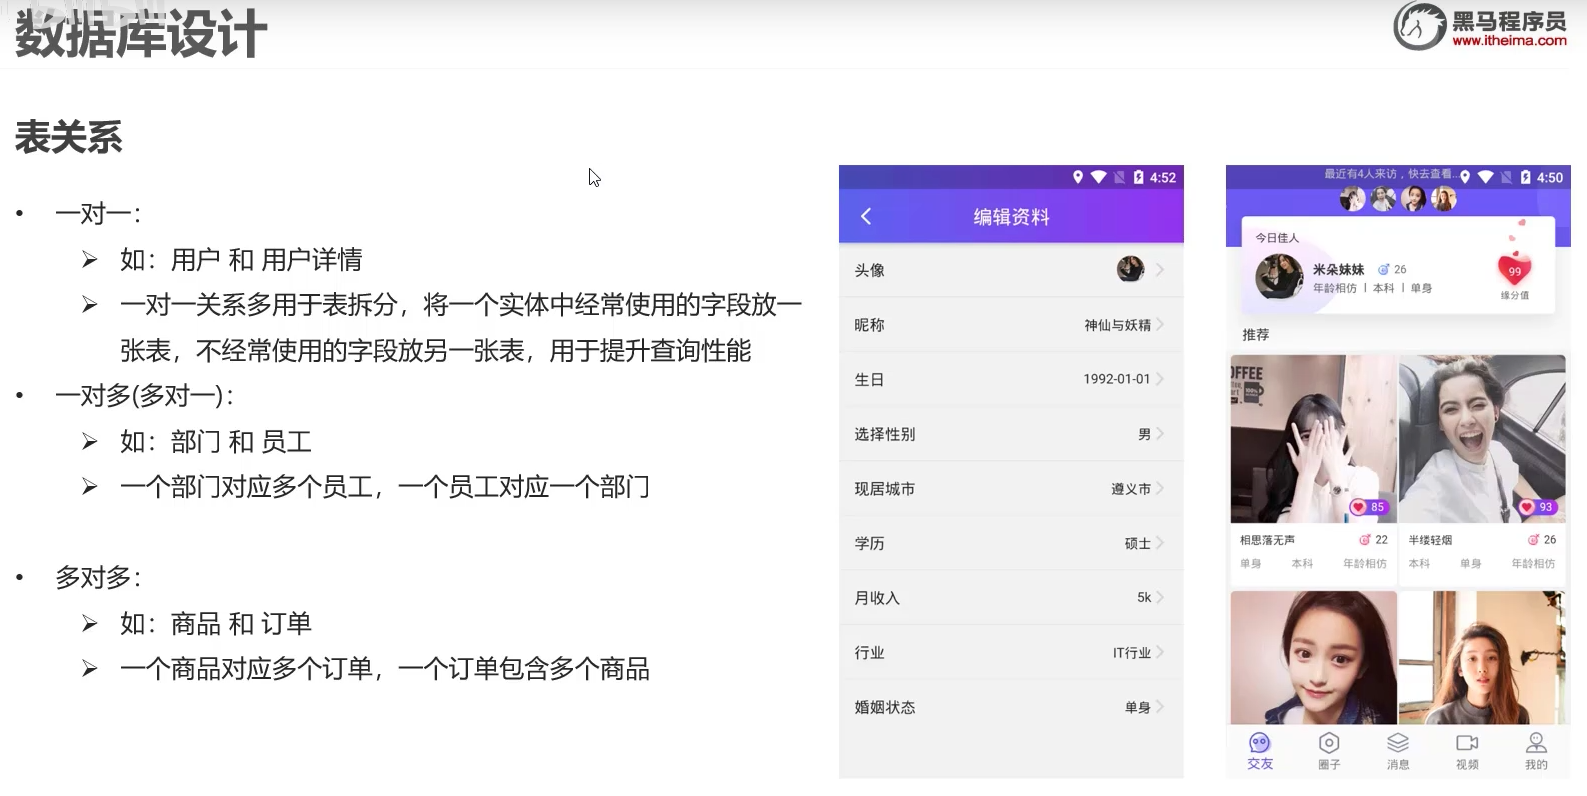 数据库设计
黑马程序员
www.itheima.com
表关系
• 一对一：
➢ 如：用户 和 用户详情
➢ 一对一关系多用于表拆分，将一个实体中经常使用的字段放一
张表，不经常使用的字段放另一张表，用于提升查询性能
• 一对多(多对一)：
➢ 如：部门 和 员工
➢ 一个部门对应多个员工，一个员工对应一个部门
• 多对多：
➢ 如：商品 和 订单
➢ 一个商品对应多个订单，一个订单包含多个商品
4:52
编辑资料
头像
昵称 神仙与妖精
生日 1992-01-01
选择性别 男
现居城市 遵义市
学历 硕士
月收入 5k
行业 IT行业
婚姻状态 单身
最近有4人来访，快去查看... 4:50
今日佳人
米朵妹妹 26
年龄相仿 | 本科 | 单身
99
缘分值
推荐
OFFEE
85
93
相思落无声 22
单身 本科 年龄相仿
半缕轻烟 26
本科 单身 年龄相仿
交友 圈子 消息 视频 我的